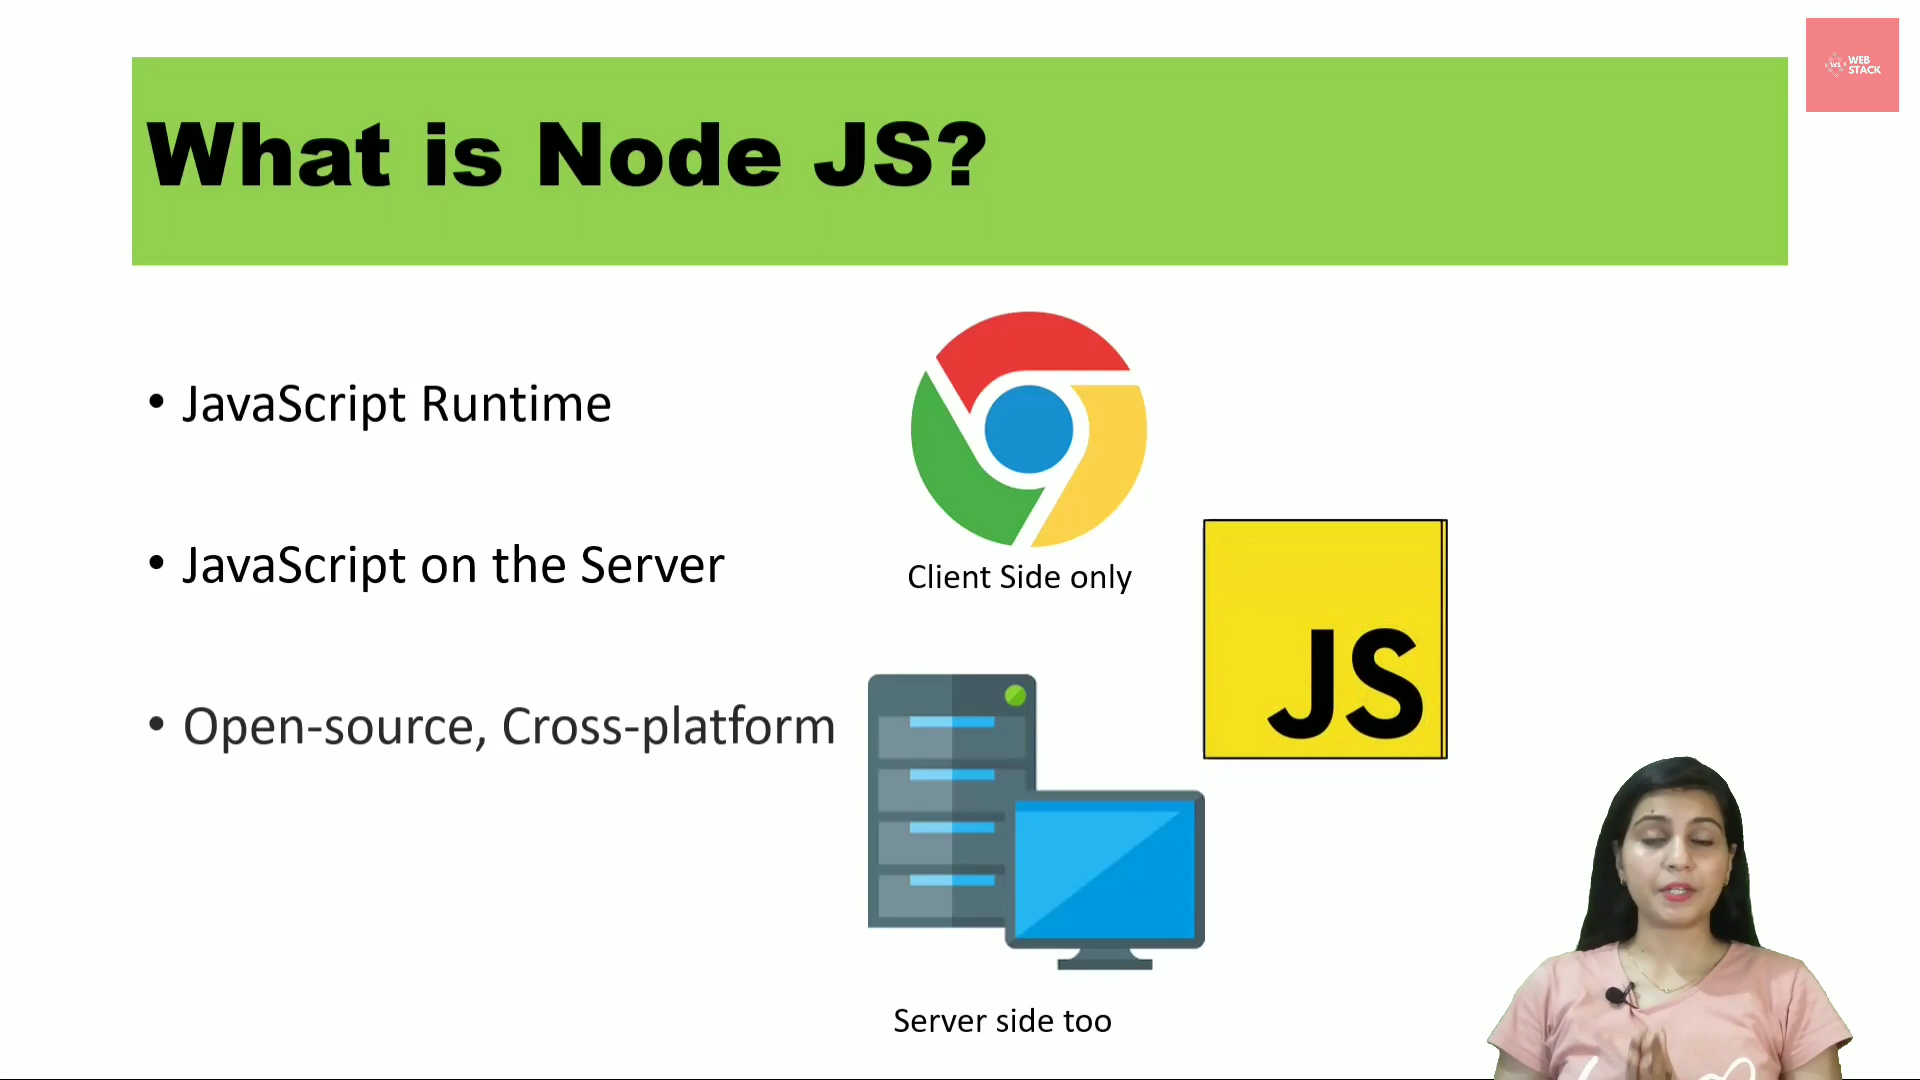 WS
WEB
STACK
What is Node JS?
• JavaScript Runtime
• JavaScript on the Server
• Open-source, Cross-platform
Client Side only
JS
Server side too